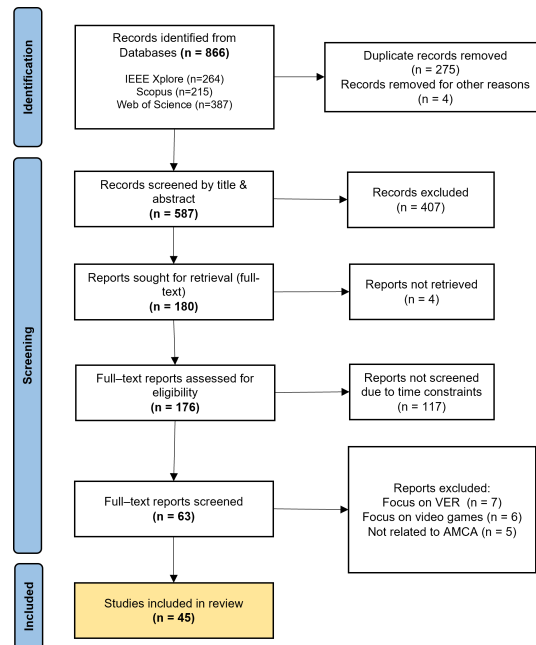 Identification
Records identified from
Databases (n = 866)
IEEE Xplore (n=264)
Scopus (n=215)
Web of Science (n=387)
Duplicate records removed
(n = 275)
Records removed for other reasons
(n = 4)
Screening
Records screened by title &
abstract
(n = 587)
Records excluded
(n = 407)
Reports sought for retrieval (full-
text)
(n = 180)
Reports not retrieved
(n = 4)
Full–text reports assessed for
eligibility
(n = 176)
Reports not screened
due to time constraints
(n = 117)
Full–text reports screened
(n = 63)
Reports excluded:
Focus on VER (n = 7)
Focus on video games (n = 6)
Not related to AMCA (n = 5)
Included
Studies included in review
(n = 45)